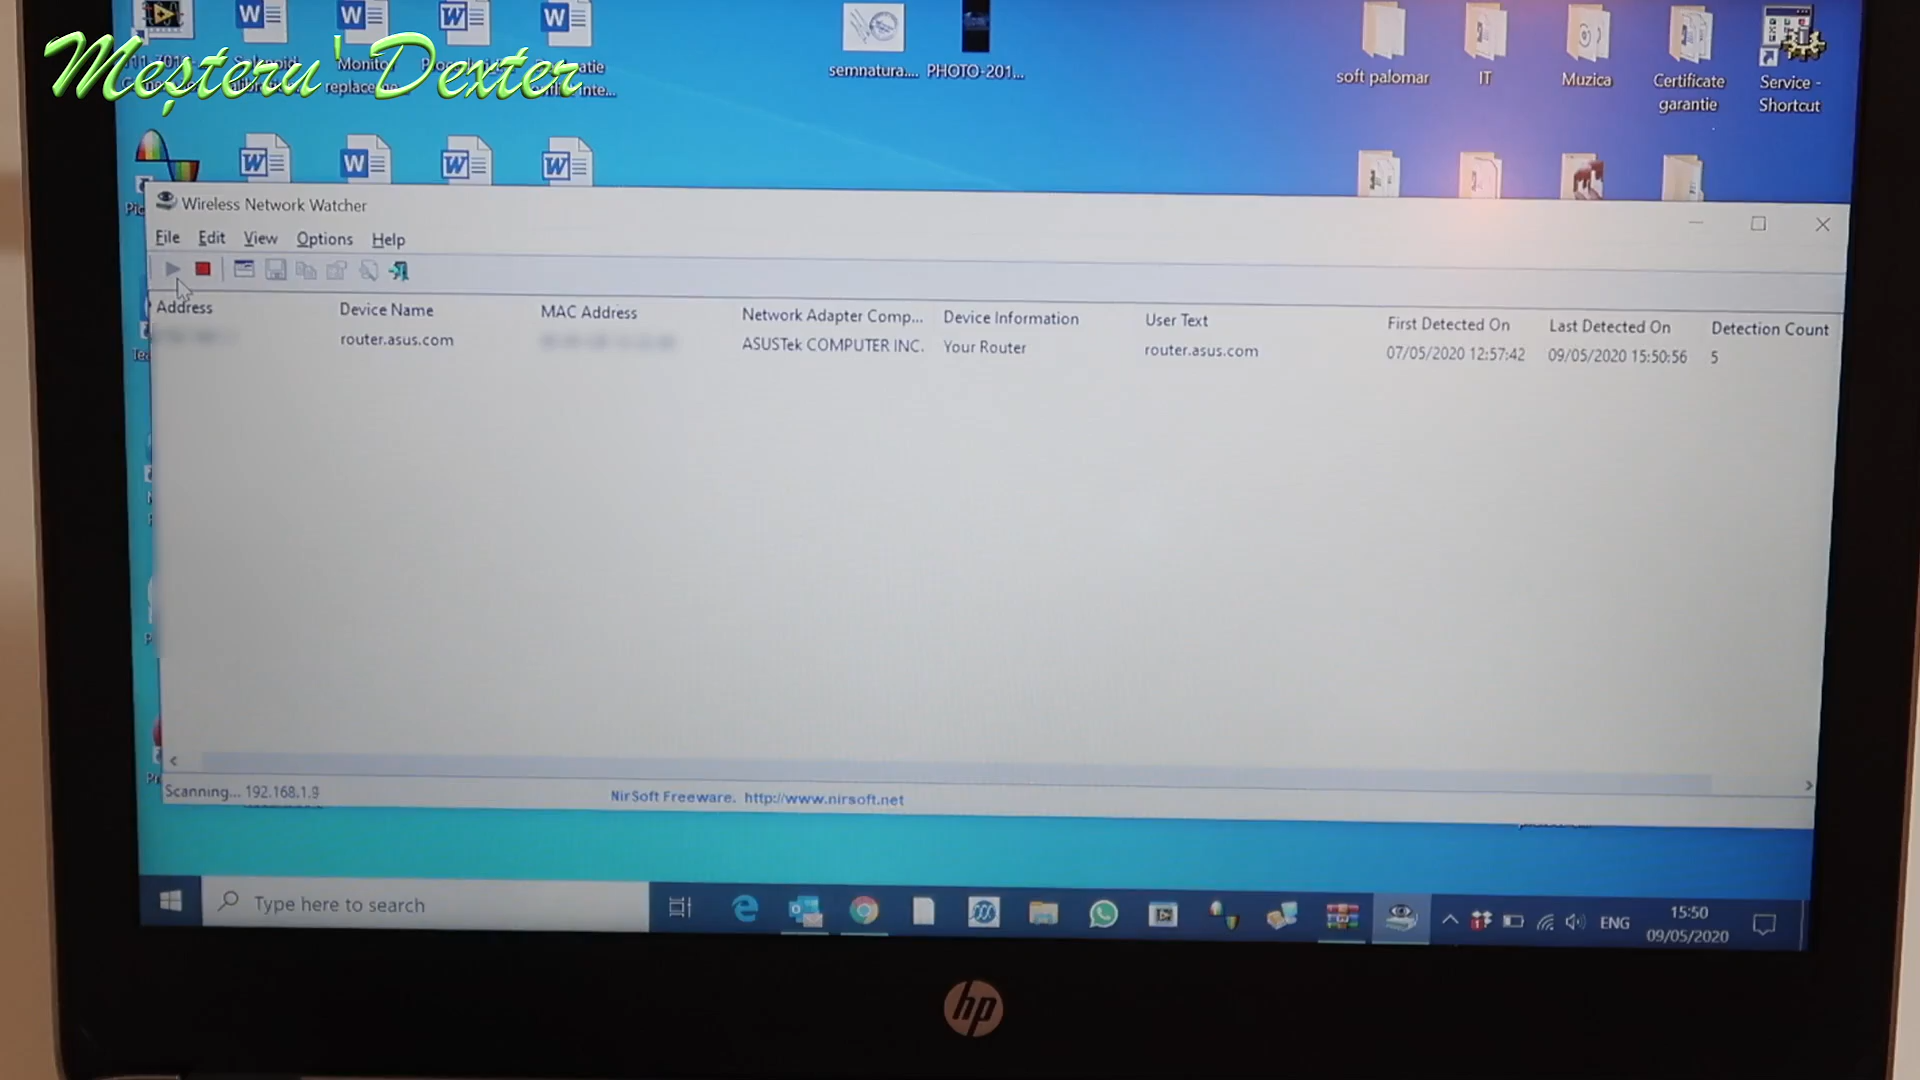 Meșteru 'Dexter
semnatura....
PHOTO-201...
soft palomar
IT
Muzica
Certificate garantie
Service - Shortcut
Wireless Network Watcher
File Edit View Options Help
Address Device Name MAC Address Network Adapter Comp... Device Information User Text First Detected On Last Detected On Detection Count
router.asus.com ASUSTek COMPUTER INC. Your Router router.asus.com 07/05/2020 12:57:42 09/05/2020 15:50:56 5
Scanning... 192.168.1.9
NirSoft Freeware. http://www.nirsoft.net
Type here to search
ENG
15:50
09/05/2020
hp